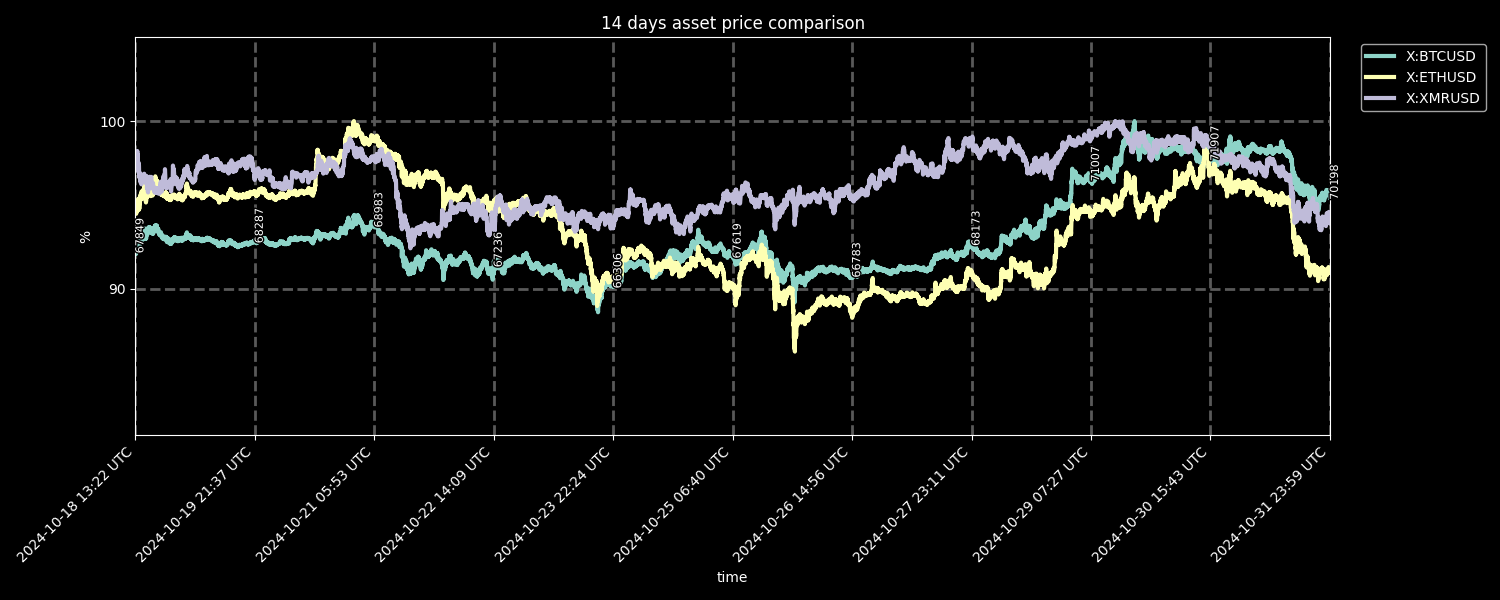 14 days asset price comparison
X:BTCUSD
X:ETHUSD
X:XMRUSD
100
90
%
67849
68287
68983
67236
66306
67619
66783
68173
71007
71907
70198
2024-10-18 13:22 UTC
2024-10-19 21:37 UTC
2024-10-21 05:53 UTC
2024-10-22 14:09 UTC
2024-10-23 22:24 UTC
2024-10-25 06:40 UTC
2024-10-26 14:56 UTC
2024-10-27 23:11 UTC
2024-10-29 07:27 UTC
2024-10-30 15:43 UTC
2024-10-31 23:59 UTC
time